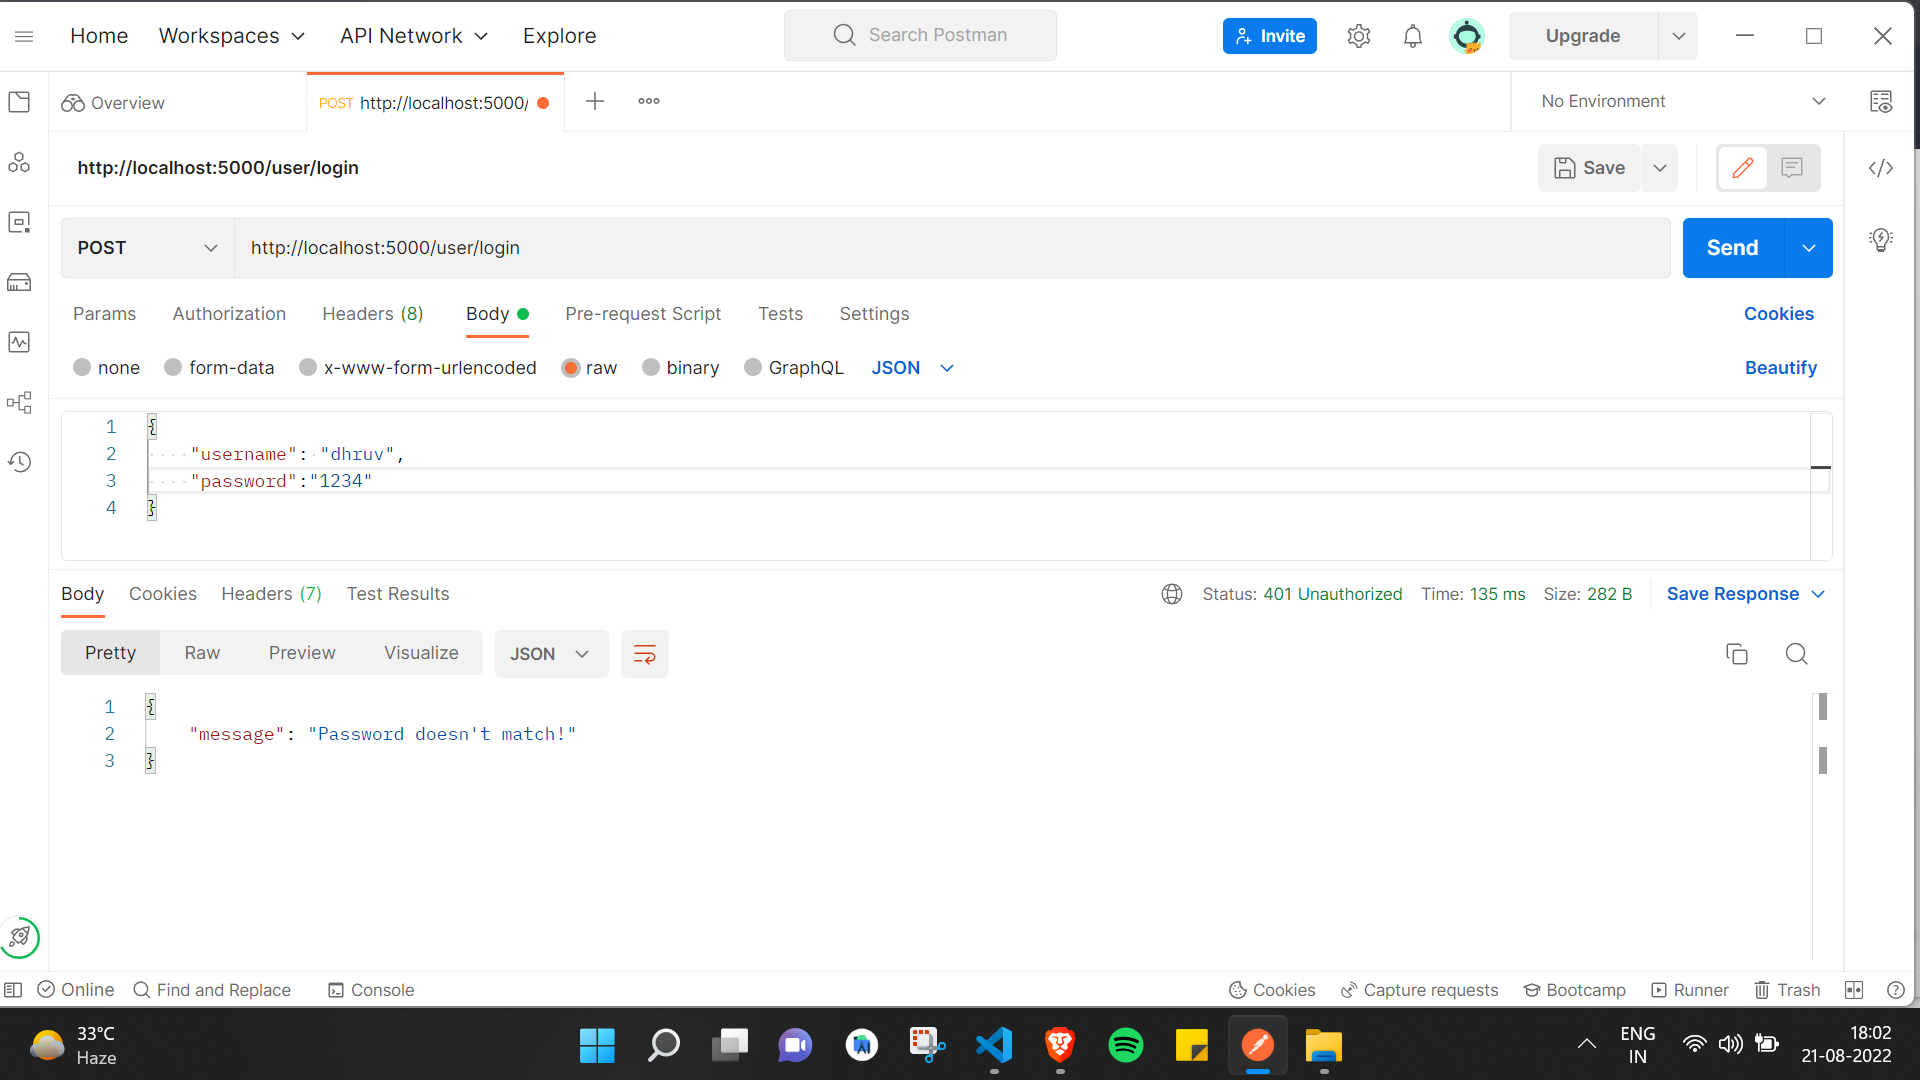 Home Workspaces API Network Explore Search Postman Invite Upgrade
Overview POST http://localhost:5000/ No Environment
http://localhost:5000/user/login Save
POST http://localhost:5000/user/login Send
Params Authorization Headers (8) Body Pre-request Script Tests Settings Cookies
none form-data x-www-form-urlencoded raw binary GraphQL JSON Beautify
1 {
2 "username": "dhruv",
3 "password":"1234"
4 }
Body Cookies Headers (7) Test Results Status: 401 Unauthorized Time: 135 ms Size: 282 B Save Response
Pretty Raw Preview Visualize JSON
1 {
2 "message": "Password doesn't match!"
3 }
Online Find and Replace Console Cookies Capture requests Bootcamp Runner Trash
33°C ENG 18:02
Haze IN 21-08-2022